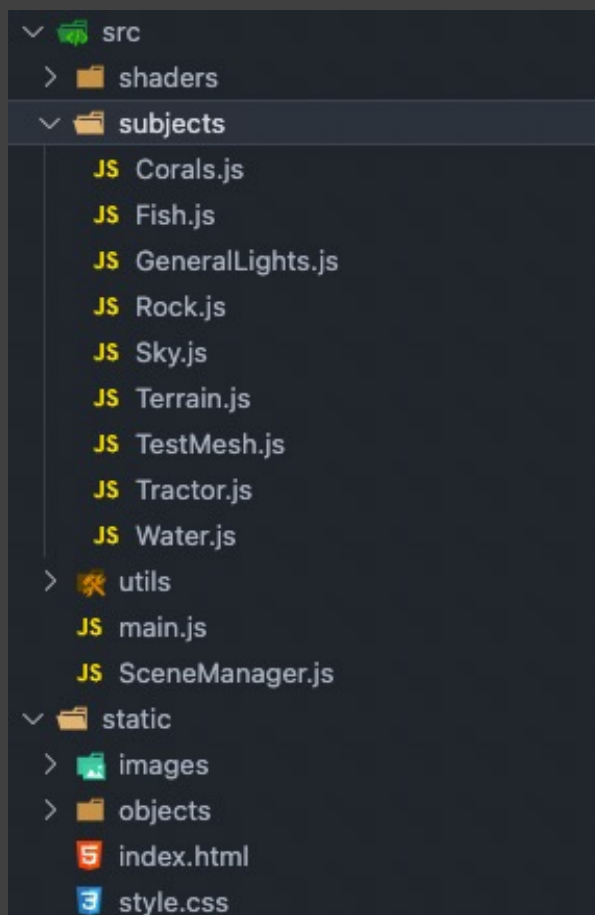 src
shaders
subjects
JS Corals.js
JS Fish.js
JS GeneralLights.js
JS Rock.js
JS Sky.js
JS Terrain.js
JS TestMesh.js
JS Tractor.js
JS Water.js
utils
JS main.js
JS SceneManager.js
static
images
objects
5 index.html
3 style.css